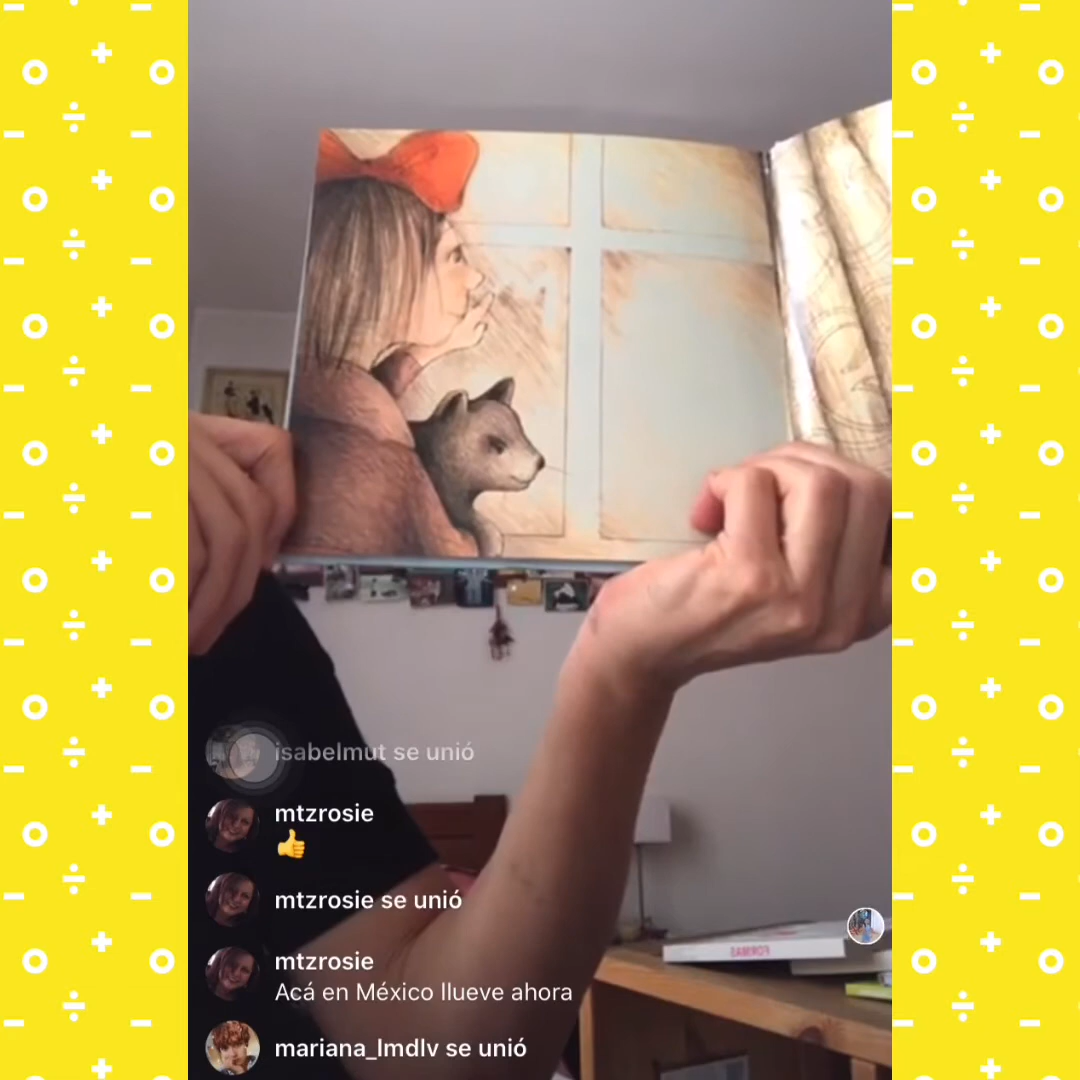 isabelmut se unió
mtzrosie
👍
mtzrosie se unió
mtzrosie
Acá en México llueve ahora
mariana_lmdlv se unió